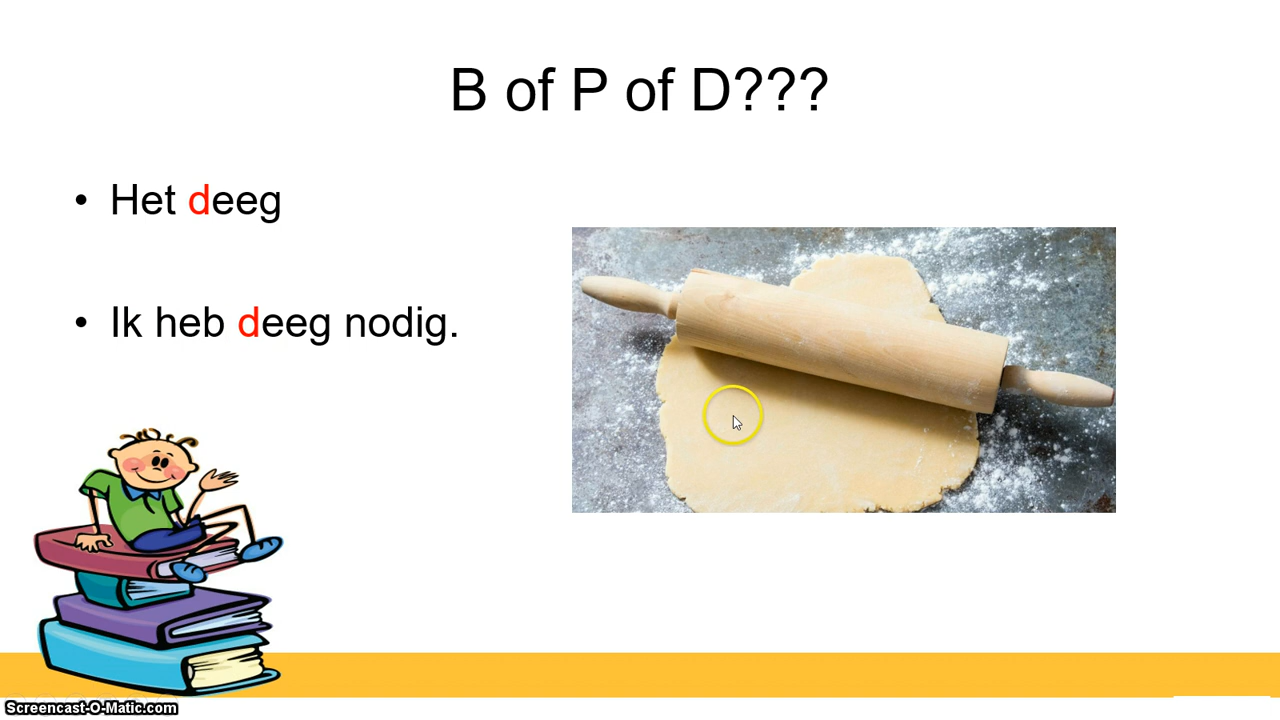 B of P of D???
• Het deeg
• Ik heb deeg nodig.
Screencast-O-Matic.com